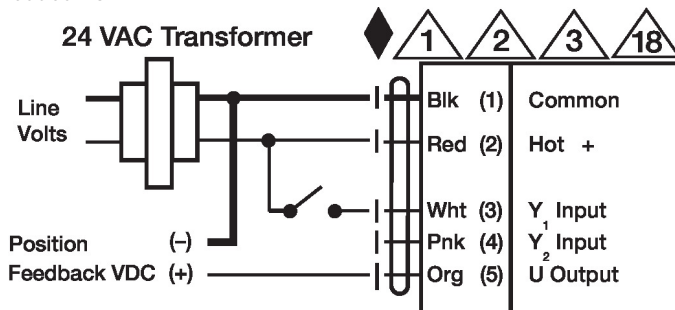 24 VAC Transformer
1 2 3 18
Line
Volts
Blk (1) Common
Red (2) Hot +
Wht (3) Y1 Input
Position (–)
Pnk (4) Y2 Input
Feedback VDC (+)
Org (5) U Output